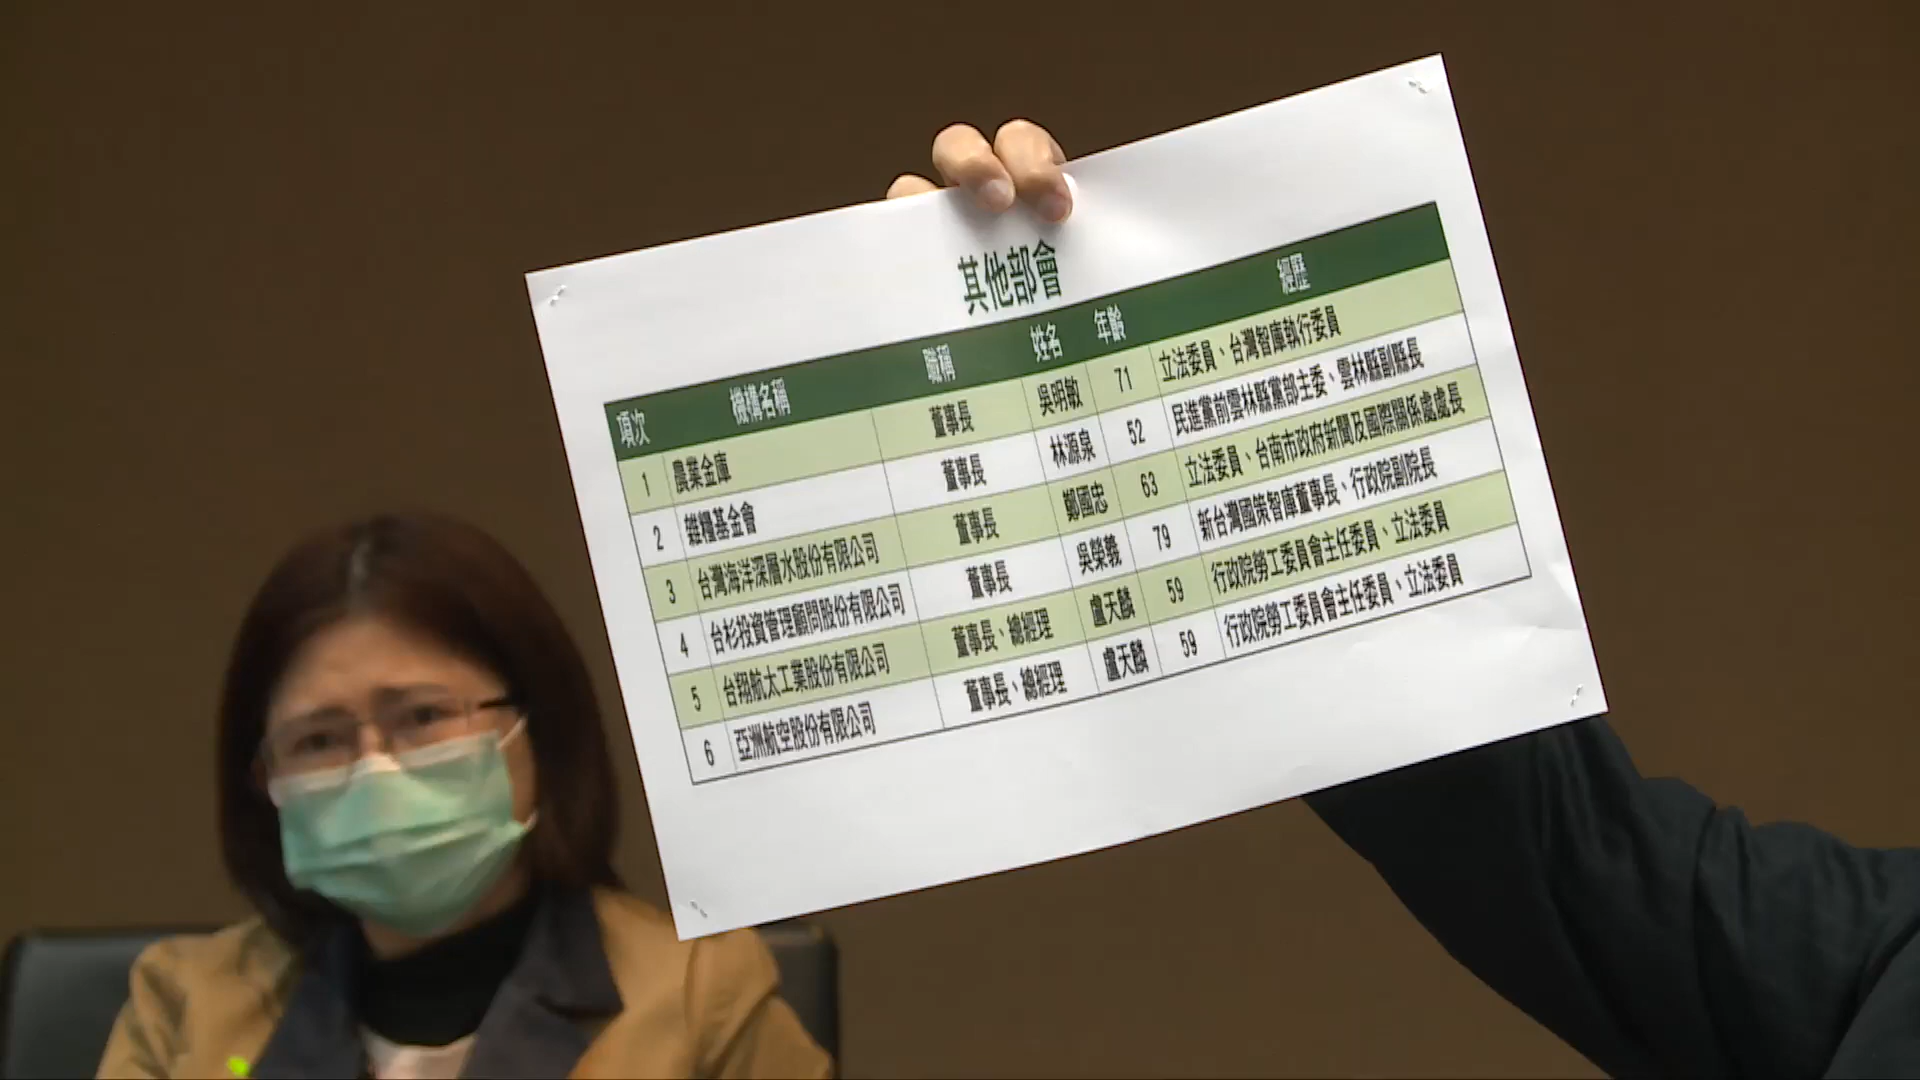 其他部會
項次 機構名稱 職稱 姓名 年齡 經歷
1 農業金庫 董事長 吳明敏 71 立法委員、台灣智庫執行委員
2 雜糧基金會 董事長 林源泉 52 民進黨前雲林縣黨部主委、雲林縣副縣長
3 台灣海洋深層水股份有限公司 董事長 鄭國忠 63 立法委員、台南市政府新聞及國際關係處處長
4 台杉投資管理顧問股份有限公司 董事長 吳榮義 79 新台灣國策智庫董事長、行政院副院長
5 台翔航太工業股份有限公司 董事長、總經理 盧天麟 59 行政院勞工委員會主任委員、立法委員
6 亞洲航空股份有限公司 董事長、總經理 盧天麟 59 行政院勞工委員會主任委員、立法委員